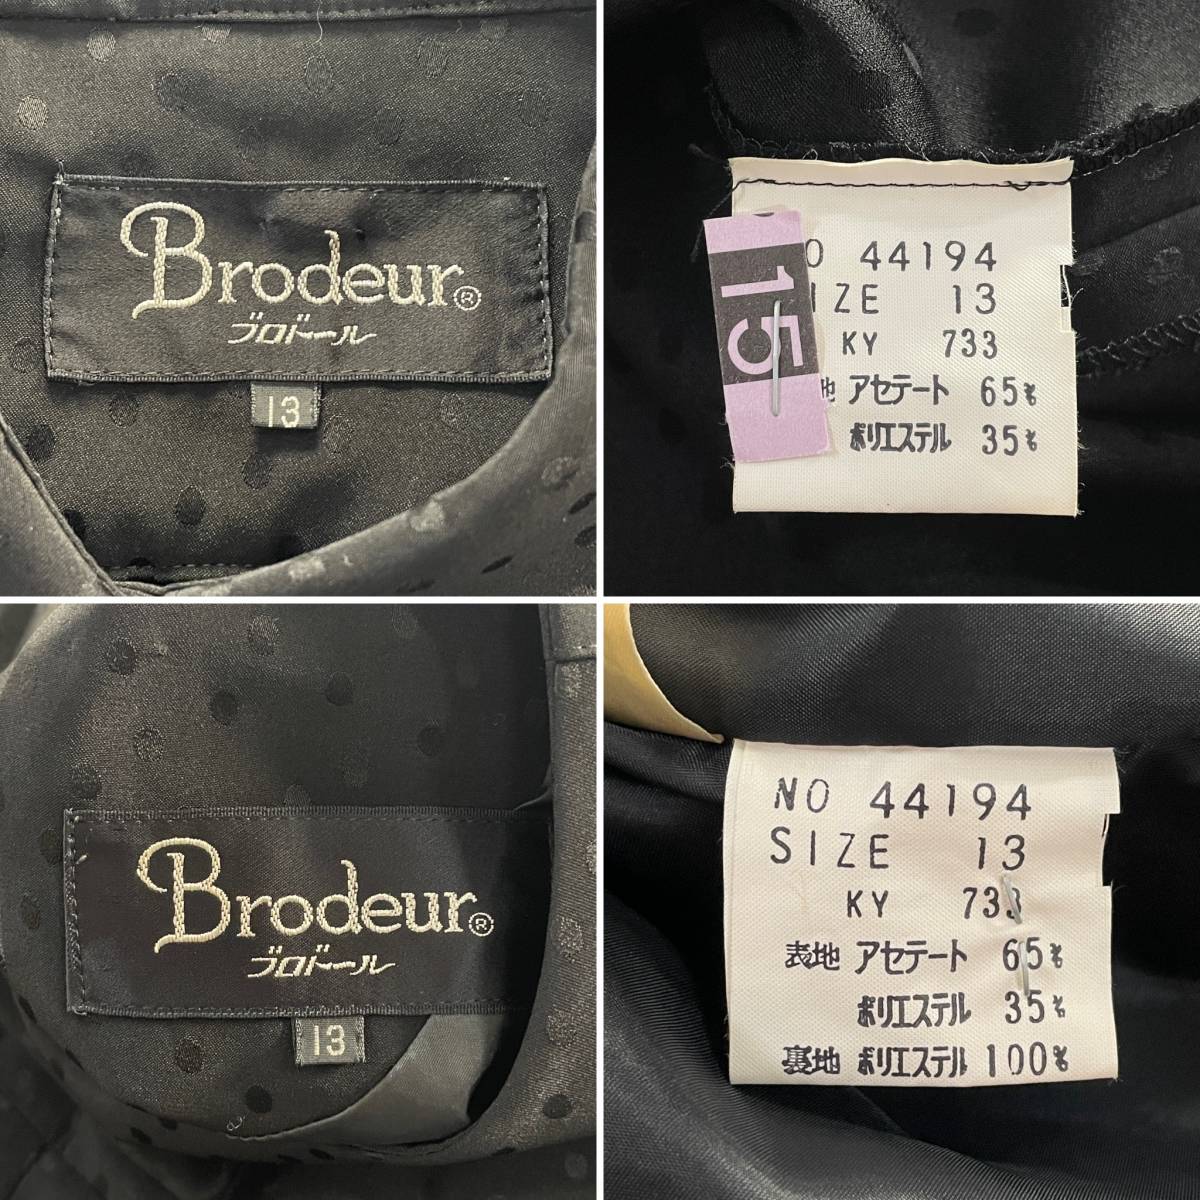 Brodeur®
ブロドール
13
O 44194
IZE 13
KY 733
地 アセテート 65%
ポリエステル 35%
15
Brodeur®
ブロドール
13
NO 44194
SIZE 13
KY 733
表地 アセテート 65%
ポリエステル 35%
裏地 ポリエステル 100%